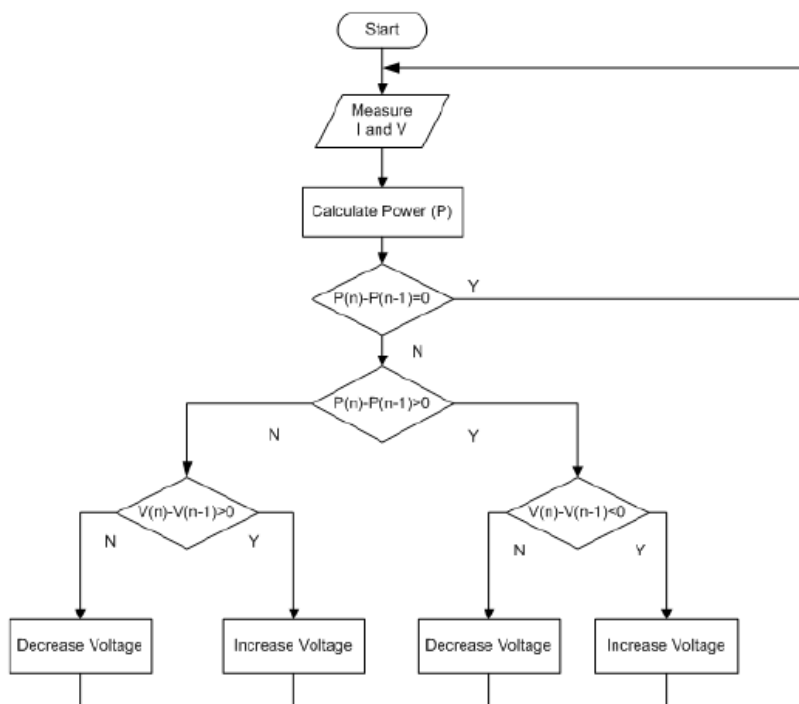 Start
Measure
I and V
Calculate Power (P)
P(n)-P(n-1)=0
Y
N
P(n)-P(n-1)>0
N
Y
V(n)-V(n-1)>0
V(n)-V(n-1)<0
N
Y
N
Y
Decrease Voltage
Increase Voltage
Decrease Voltage
Increase Voltage